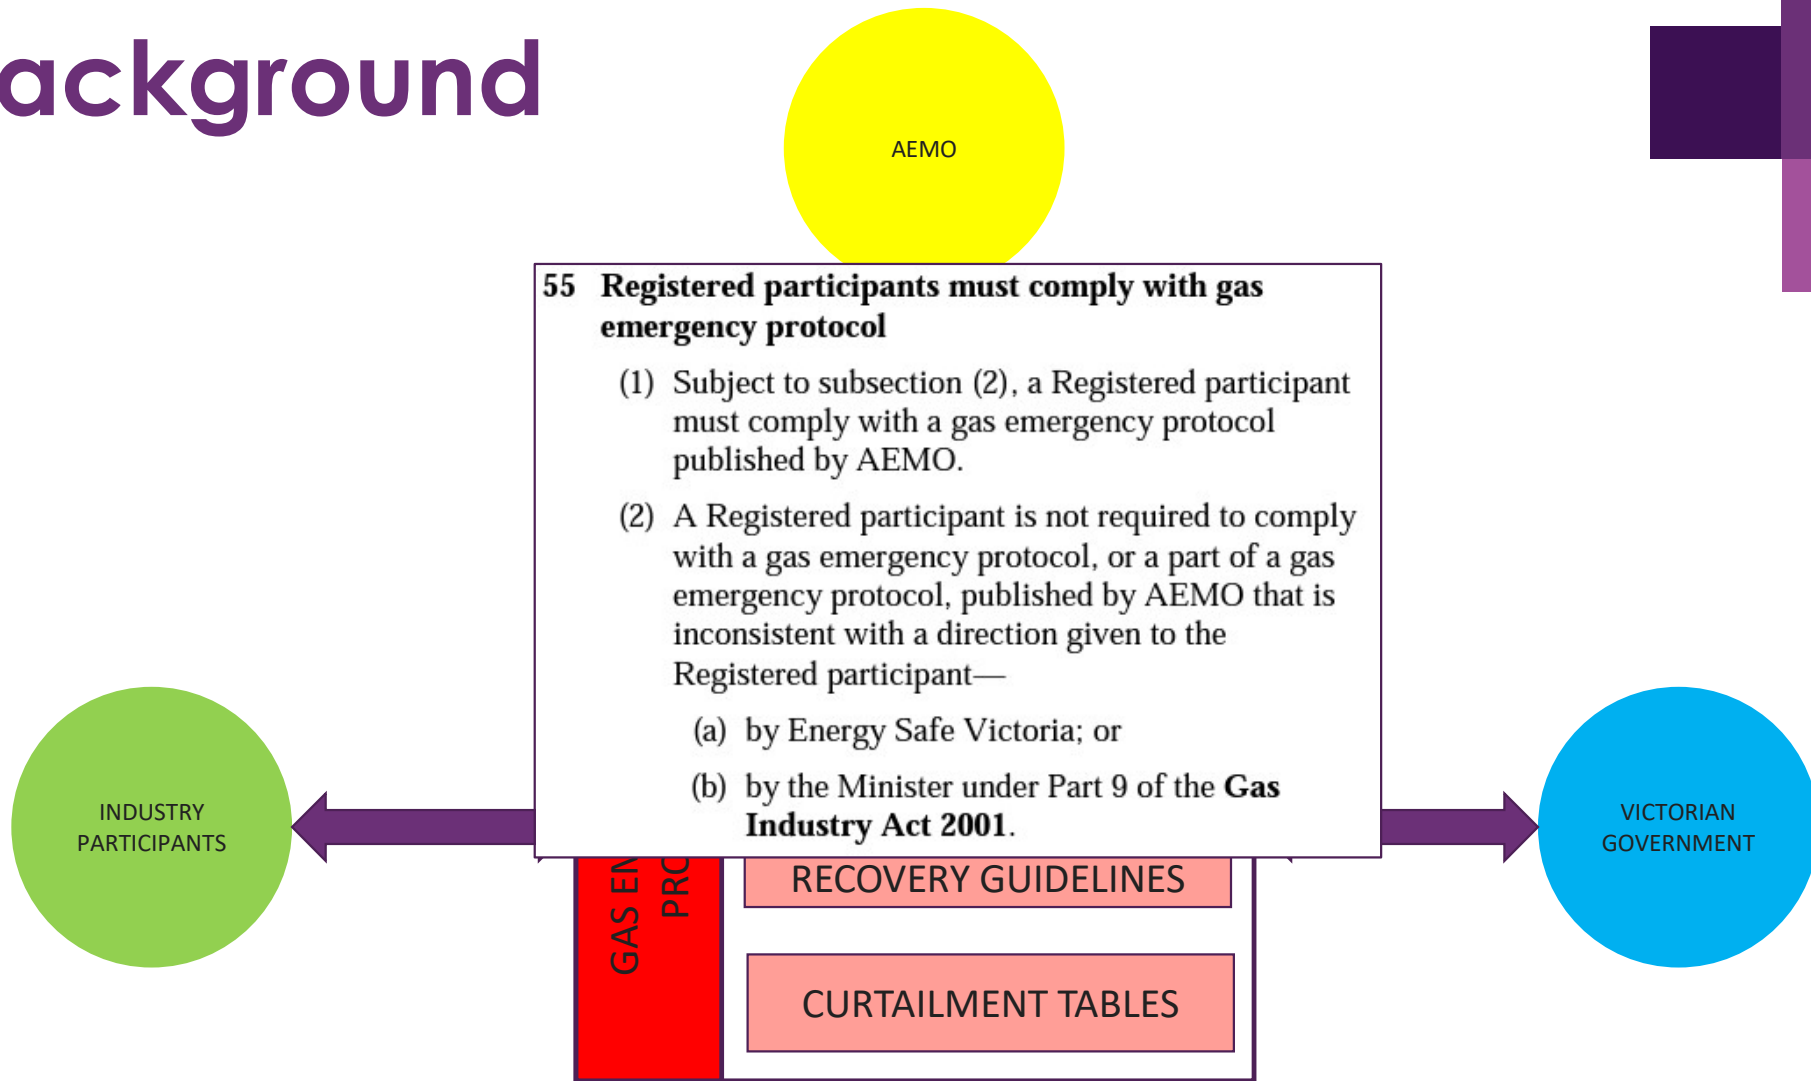 ackground
AEMO
55 Registered participants must comply with gas
emergency protocol
(1) Subject to subsection (2), a Registered participant
must comply with a gas emergency protocol
published by AEMO.
(2) A Registered participant is not required to comply
with a gas emergency protocol, or a part of a gas
emergency protocol, published by AEMO that is
inconsistent with a direction given to the
Registered participant—
(a) by Energy Safe Victoria; or
(b) by the Minister under Part 9 of the Gas
Industry Act 2001.
INDUSTRY
PARTICIPANTS
VICTORIAN
GOVERNMENT
GAS
RECOVERY GUIDELINES
CURTAILMENT TABLES